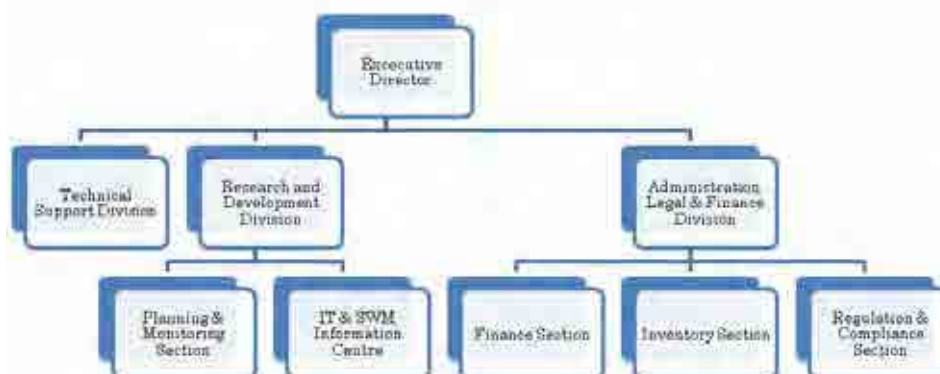 Executive
Director
Technical
Support Division
Research and
Development
Division
Administration
Legal & Finance
Division
Planning &
Monitoring
Section
IT & SWM
Information
Centre
Finance Section
Inventory Section
Regulation &
Compliance
Section